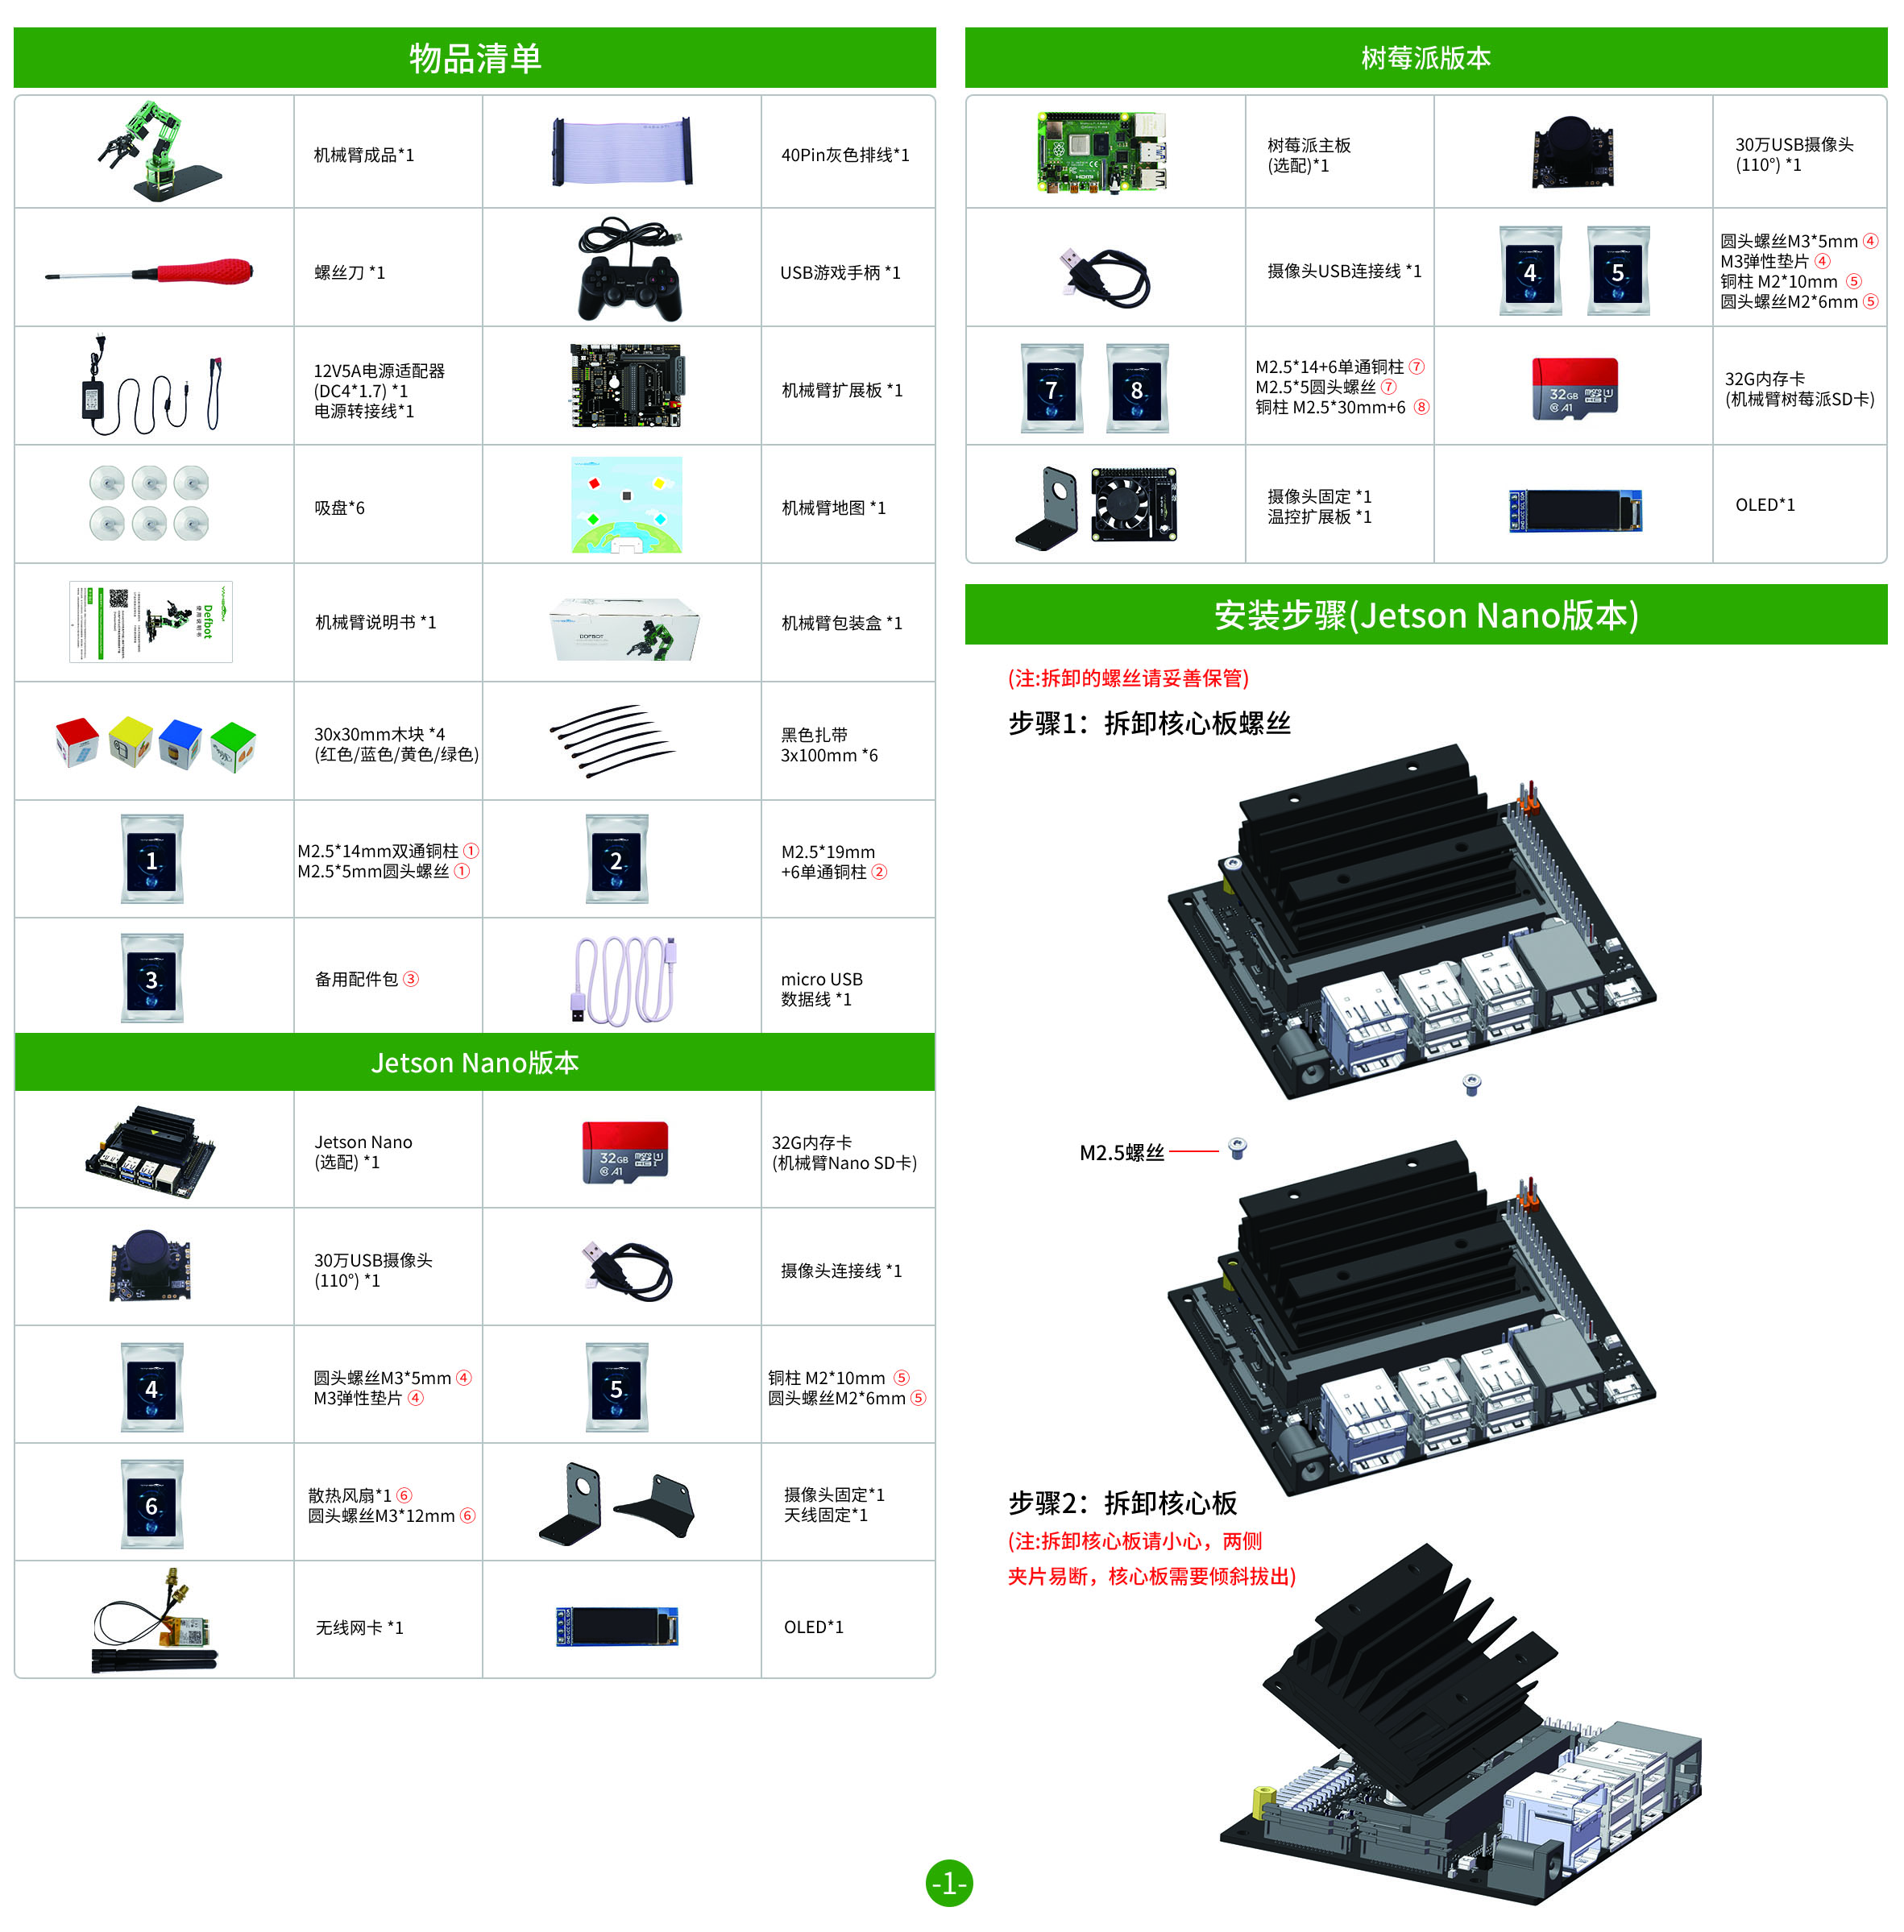 物品清单
机械臂成品*1
40Pin灰色排线*1
螺丝刀 *1
USB游戏手柄 *1
12V5A电源适配器
(DC4*1.7) *1
电源转接线*1
机械臂扩展板 *1
吸盘*6
机械臂地图 *1
Dofbot
使用说明书
机械臂说明书 *1
DOFBOT
机械臂包装盒 *1
30x30mm木块 *4
(红色/蓝色/黄色/绿色)
黑色扎带
3x100mm *6
1
M2.5*14mm双通铜柱 ①
M2.5*5mm圆头螺丝 ①
2
M2.5*19mm
+6单通铜柱 ②
3
备用配件包 ③
micro USB
数据线 *1
Jetson Nano版本
Jetson Nano
(选配) *1
32GB
A1
32G内存卡
(机械臂Nano SD卡)
30万USB摄像头
(110°) *1
摄像头连接线 *1
4
圆头螺丝M3*5mm ④
M3弹性垫片 ④
5
铜柱 M2*10mm ⑤
圆头螺丝M2*6mm ⑤
6
散热风扇*1 ⑥
圆头螺丝M3*12mm ⑥
摄像头固定*1
天线固定*1
无线网卡 *1
OLED*1
树莓派版本
HDMI
树莓派主板
(选配)*1
30万USB摄像头
(110°) *1
摄像头USB连接线 *1
4
5
圆头螺丝M3*5mm ④
M3弹性垫片 ④
铜柱 M2*10mm ⑤
圆头螺丝M2*6mm ⑤
7
8
M2.5*14+6单通铜柱 ⑦
M2.5*5圆头螺丝 ⑦
铜柱 M2.5*30mm+6 ⑧
32GB
A1
32G内存卡
(机械臂树莓派SD卡)
摄像头固定 *1
温控扩展板 *1
OLED*1
安装步骤(Jetson Nano版本)
(注:拆卸的螺丝请妥善保管)
步骤1：拆卸核心板螺丝
M2.5螺丝
步骤2：拆卸核心板
(注:拆卸核心板请小心，两侧
夹片易断，核心板需要倾斜拔出)
-1-